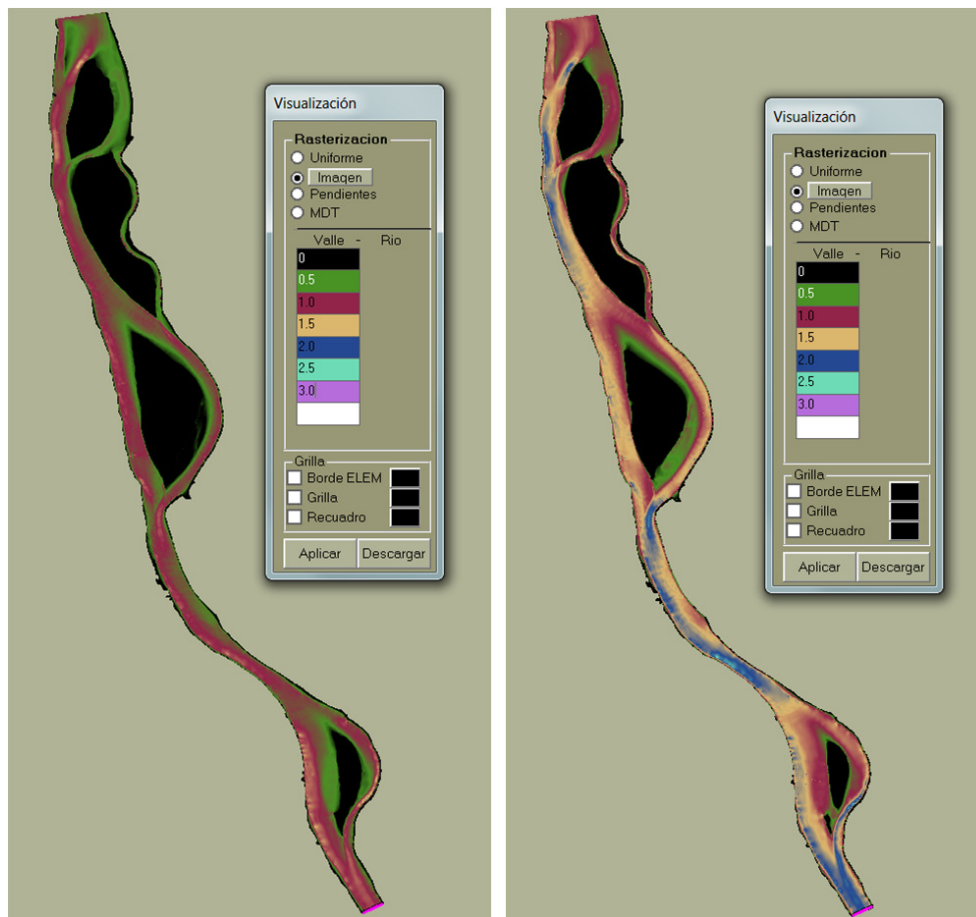 Visualización
Rasterizacion
Uniforme
Imagen
Pendientes
MDT
Valle - Rio
0
0.5
1.0
1.5
2.0
2.5
3.0
Grilla
Borde ELEM
Grilla
Recuadro
Aplicar Descargar
Visualización
Rasterizacion
Uniforme
Imagen
Pendientes
MDT
Valle - Rio
0
0.5
1.0
1.5
2.0
2.5
3.0
Grilla
Borde ELEM
Grilla
Recuadro
Aplicar Descargar